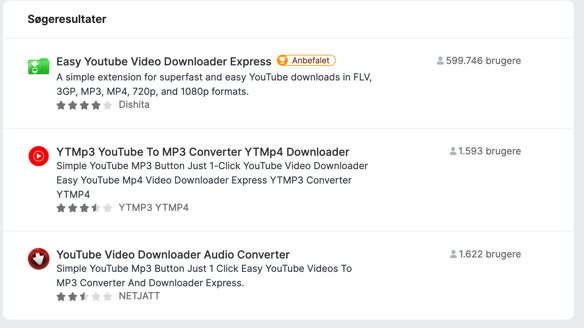 Søgeresultater
Easy Youtube Video Downloader Express Anbefalet 599.746 brugere
A simple extension for superfast and easy YouTube downloads in FLV,
3GP, MP3, MP4, 720p, and 1080p formats.
Dishita
YTMp3 YouTube To MP3 Converter YTMp4 Downloader 1.593 brugere
Simple YouTube MP3 Button Just 1-Click YouTube Video Downloader
Easy YouTube Mp4 Video Downloader Express YTMP3 Converter
YTMP4
YTMP3 YTMP4
YouTube Video Downloader Audio Converter 1.622 brugere
Simple YouTube Mp3 Button Just 1 Click Easy YouTube Videos To
MP3 Converter And Downloader Express.
NETJATT